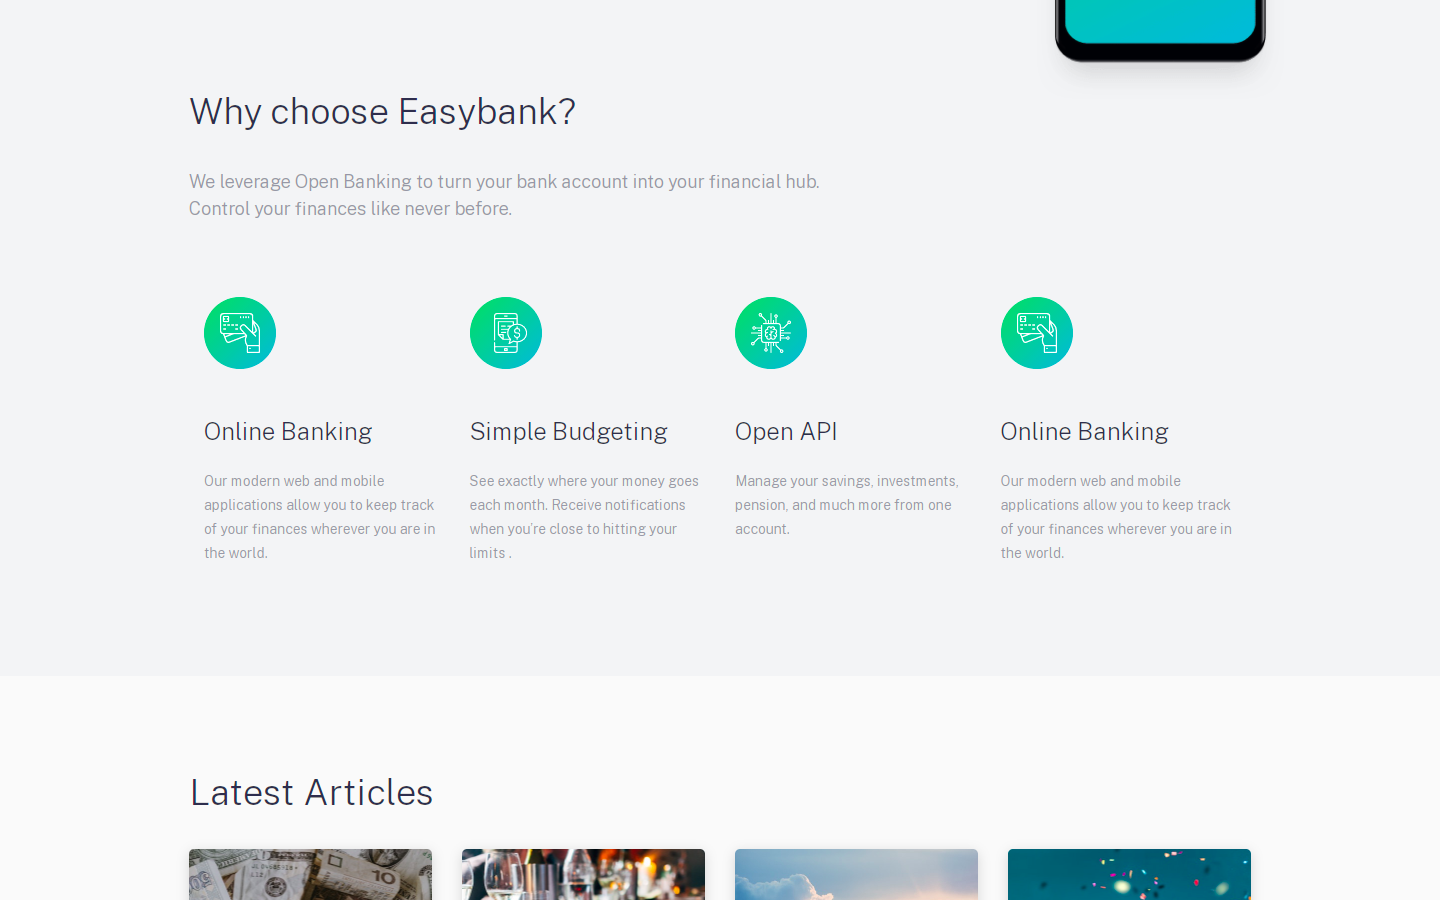 Why choose Easybank?
We leverage Open Banking to turn your bank account into your financial hub.
Control your finances like never before.
Online Banking
Our modern web and mobile
applications allow you to keep track
of your finances wherever you are in
the world.
Simple Budgeting
See exactly where your money goes
each month. Receive notifications
when you're close to hitting your
limits .
Open API
Manage your savings, investments,
pension, and much more from one
account.
Online Banking
Our modern web and mobile
applications allow you to keep track
of your finances wherever you are in
the world.
Latest Articles
10